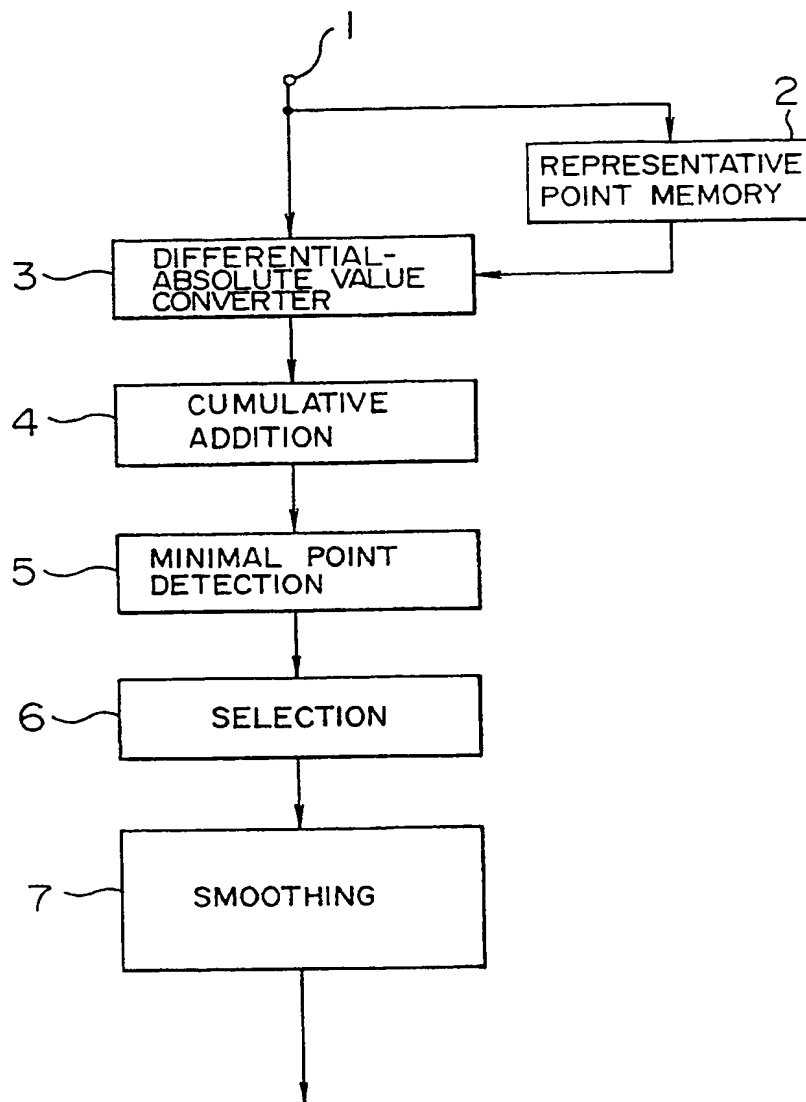 1
2
REPRESENTATIVE
POINT MEMORY
3
DIFFERENTIAL-
ABSOLUTE VALUE
CONVERTER
4
CUMULATIVE
ADDITION
5
MINIMAL POINT
DETECTION
6
SELECTION
7
SMOOTHING